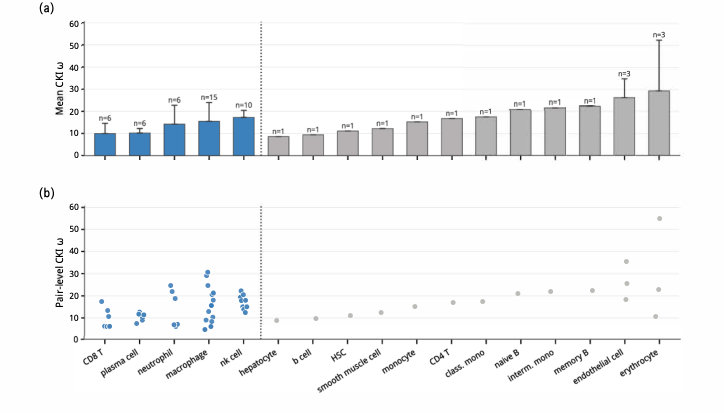 (a)
60
50
40
30
20
10
0
Mean CKI ω
n=6
n=6
n=6
n=15
n=10
n=1
n=1
n=1
n=1
n=1
n=1
n=1
n=1
n=1
n=1
n=3
n=3
(b)
60
50
40
30
20
10
0
Pair-level CKI ω
CD8 T
plasma cell
neutrophil
macrophage
nk cell
hepatocyte
b cell
HSC
smooth muscle cell
monocyte
CD4 T
class. mono
naive B
interm. mono
memory B
endothelial cell
erythrocyte